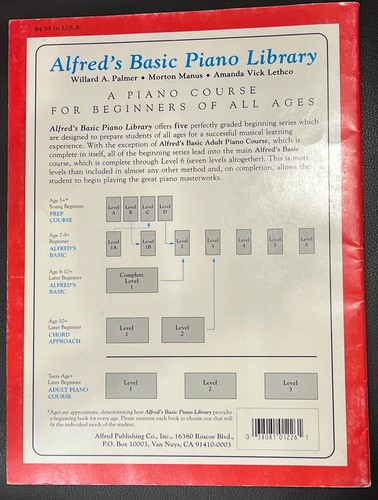 $4.95 in U.S.A.
Alfred's Basic Piano Library
Willard A. Palmer • Morton Manus • Amanda Vick Lethco
A PIANO COURSE
FOR BEGINNERS OF ALL AGES
Alfred's Basic Piano Library offers five perfectly graded beginning series which
are designed to prepare students of all ages for a successful musical learning
experience. With the exception of Alfred's Basic Adult Piano Course, which is
complete in itself, all of the beginning series lead into the main Alfred's Basic
course, which is complete through Level 6 (seven levels altogether). This is more
levels than included in almost any other method and, on completion, allows the
student to begin playing the great piano masterworks.
Age 5+*
Young Beginner
PREP
COURSE
Level A
Level B
Level C
Level D
Age 7-9+
Beginner
ALFRED'S
BASIC
Level 1A
Level 1B
Level 2
Level 3
Level 4
Level 5
Level 6
Age 8-10+
Later Beginner
ALFRED'S
BASIC
Complete
Level
1
Age 10+
Later Beginner
CHORD
APPROACH
Level 1
Level 2
Teen-Age+
Later Beginner
ADULT PIANO
COURSE
Level 1
Level 2
Level 3
*Ages are approximate, demonstrating how Alfred's Basic Piano Library provides
a beginning book for every age. Please examine each book to choose one that will
fit the individual needs of the student.
Alfred Publishing Co., Inc., 16380 Roscoe Blvd.,
P.O. Box 10003, Van Nuys, CA 91410-0003
0 38081 01226 1